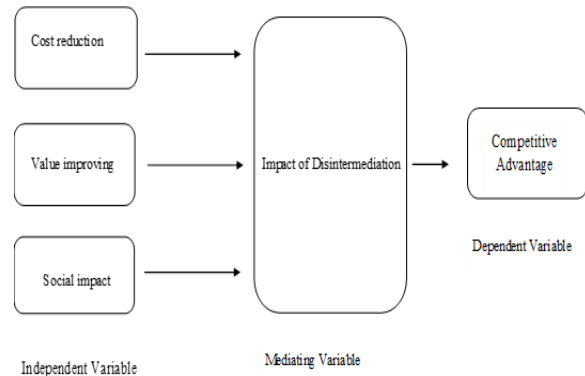 Cost reduction
Value improving
Social impact
Independent Variable
Impact of Disintermediation
Mediating Variable
Competitive
Advantage
Dependent Variable